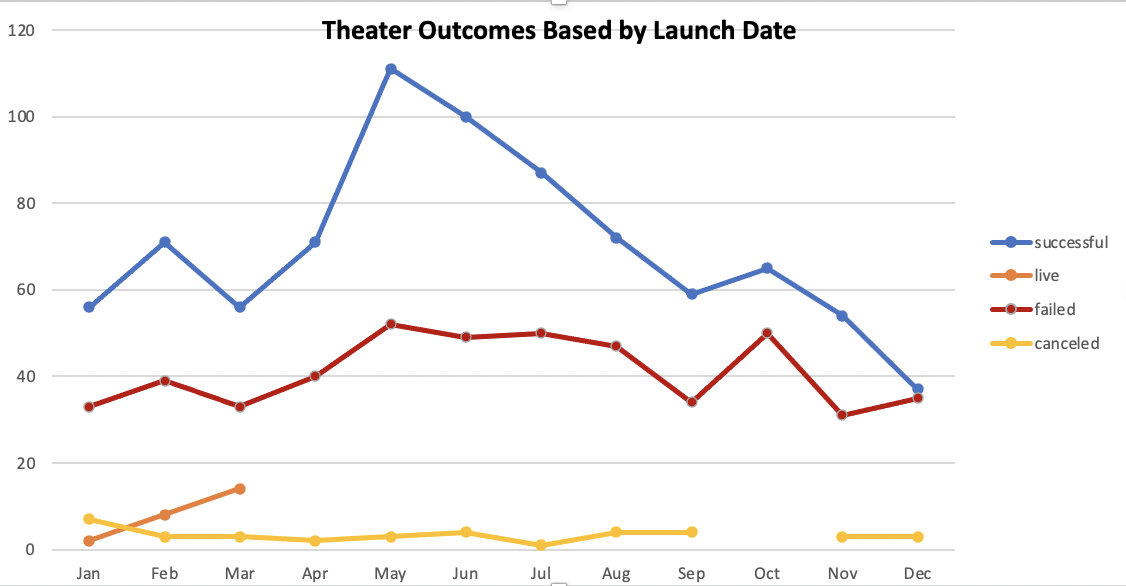 Theater Outcomes Based by Launch Date
120
100
80
60
40
20
0
Jan Feb Mar Apr May Jun Jul Aug Sep Oct Nov Dec
successful
live
failed
canceled